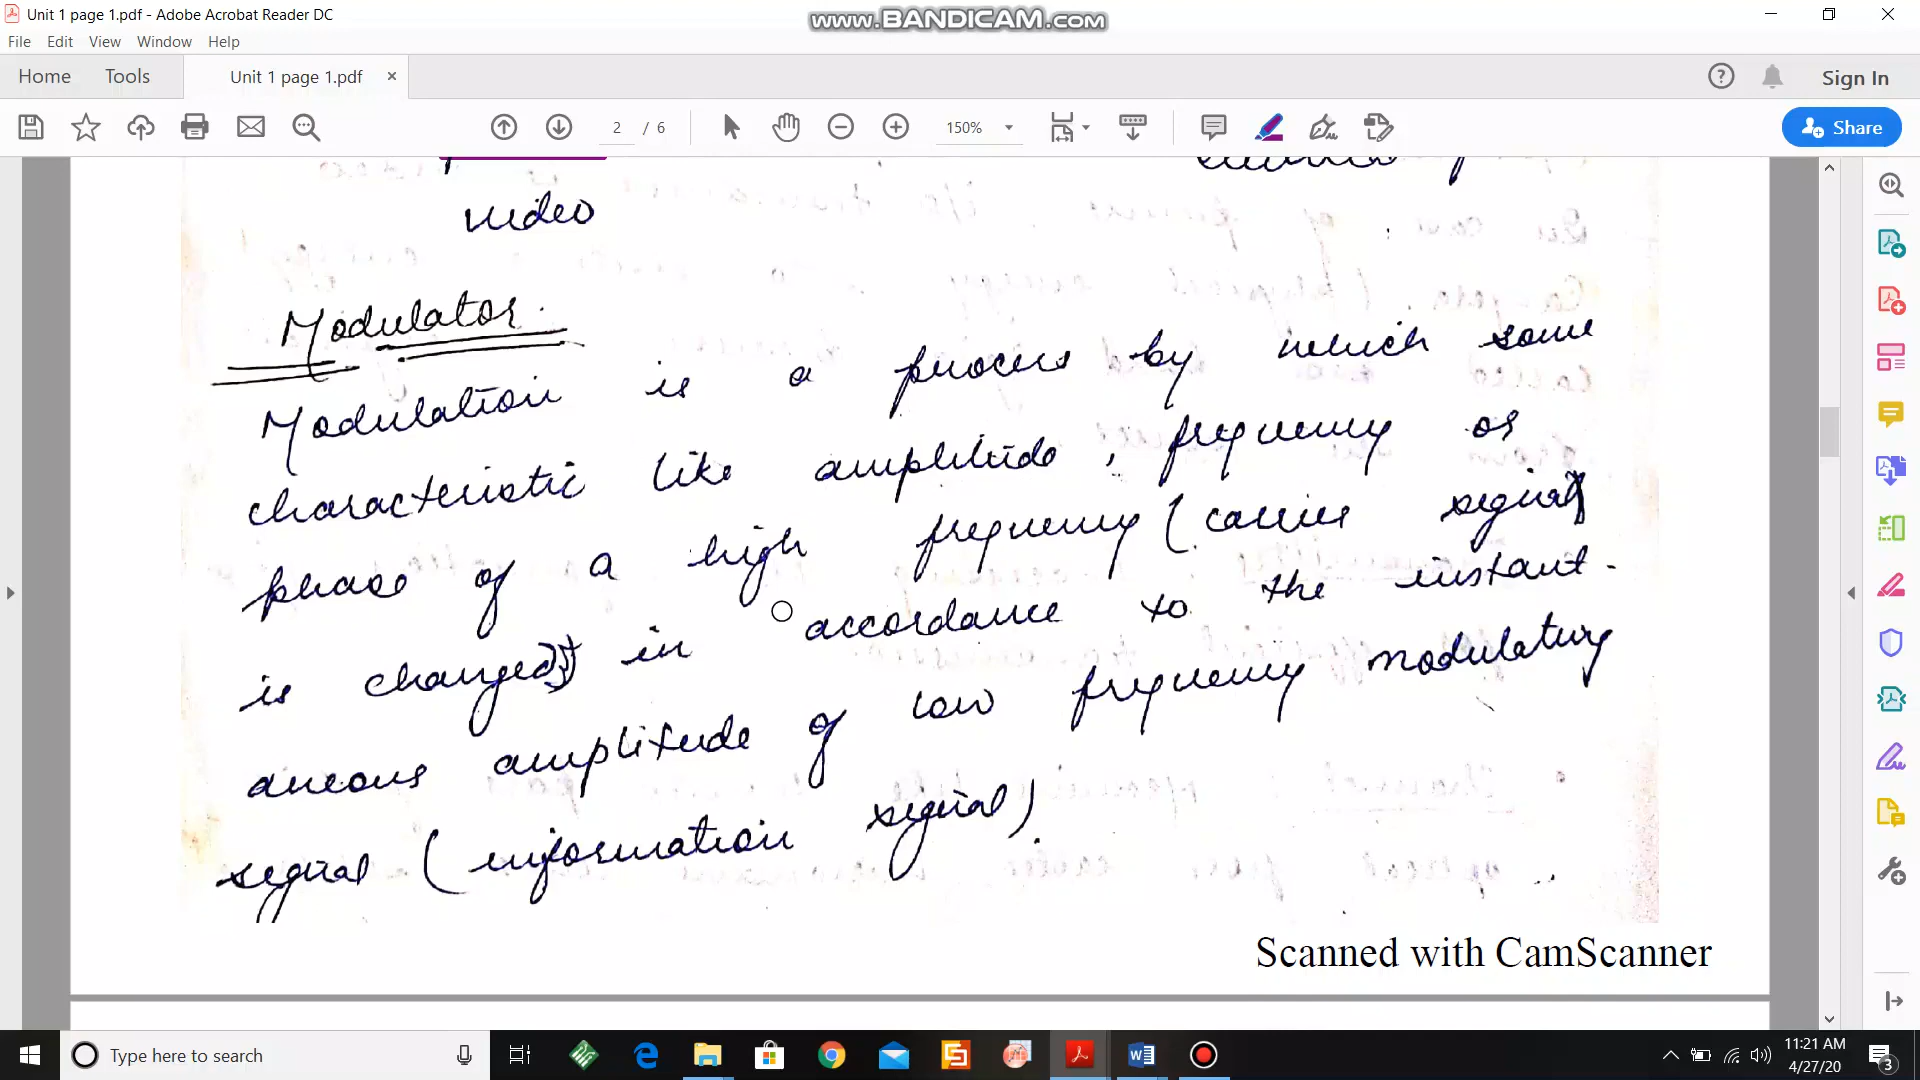 Unit 1 page 1.pdf - Adobe Acrobat Reader DC
www.BANDICAM.com
File Edit View Window Help
Home Tools Unit 1 page 1.pdf × Sign In
2 / 6 150% Share
video
Modulator.
Modulation is a process by which some
characteristic like amplitude, frequency or
phase of a high frequency (carrier signal)
is changed in accordance to the instant-
aneous amplitude of low frequency modulating
signal (information signal).
Scanned with CamScanner
Type here to search
11:21 AM
4/27/20
3